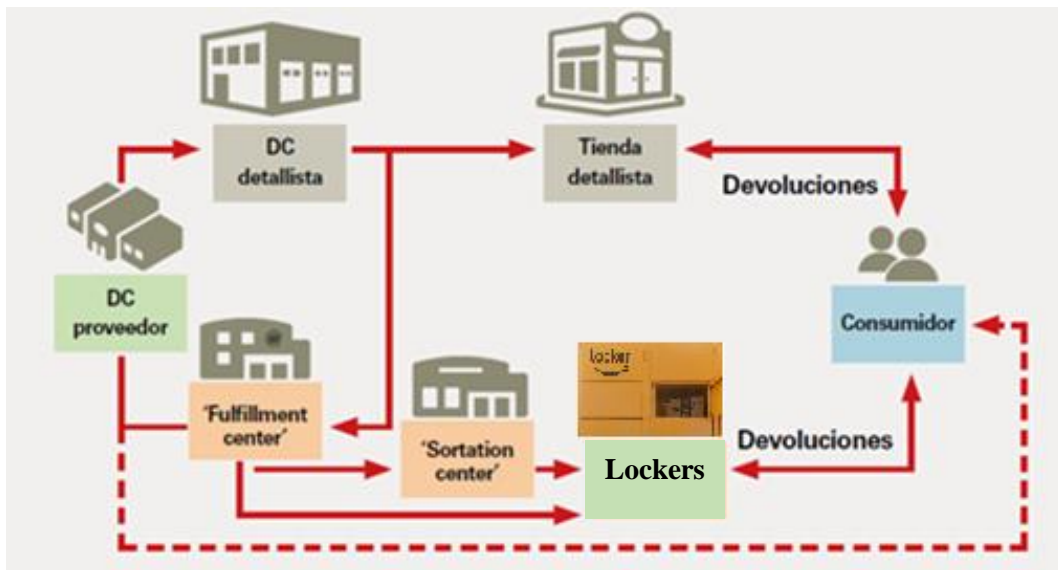 DC
detallista
Tienda
detallista
Devoluciones
DC
proveedor
Consumidor
locker
'Fulfillment
center'
'Sortation
center'
Lockers
Devoluciones